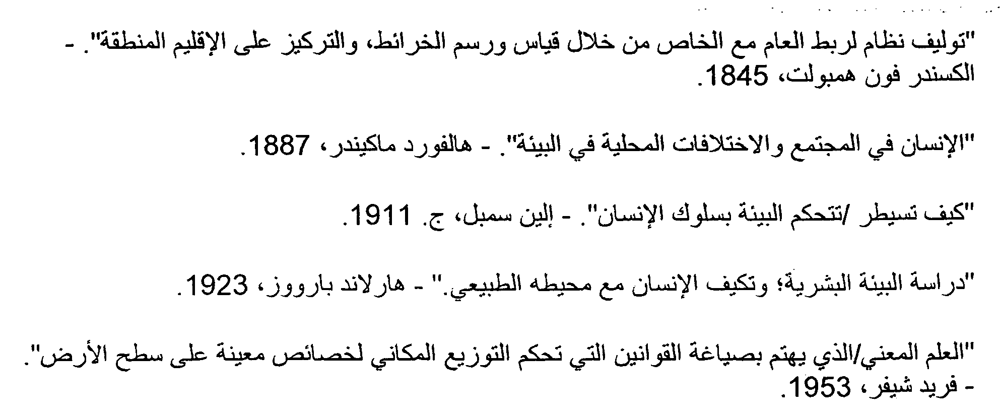 "توليف نظام لربط العام مع الخاص من خلال قياس ورسم الخرائط، والتركيز على الإقليم المنطقة". -
الكسندر فون همبولت، 1845.
"الإنسان في المجتمع والاختلافات المحلية في البيئة". - هالفورد ماكيندر، 1887.
"كيف تسيطر /تتحكم البيئة بسلوك الإنسان". - إلين سمبل، ج. 1911.
"دراسة البيئة البشرية؛ وتكيف الإنسان مع محيطه الطبيعي." - هارلاند بارووز، 1923.
"العلم المعني/الذي يهتم بصياغة القوانين التي تحكم التوزيع المكاني لخصائص معينة على سطح الأرض".
- فريد شيفر، 1953.